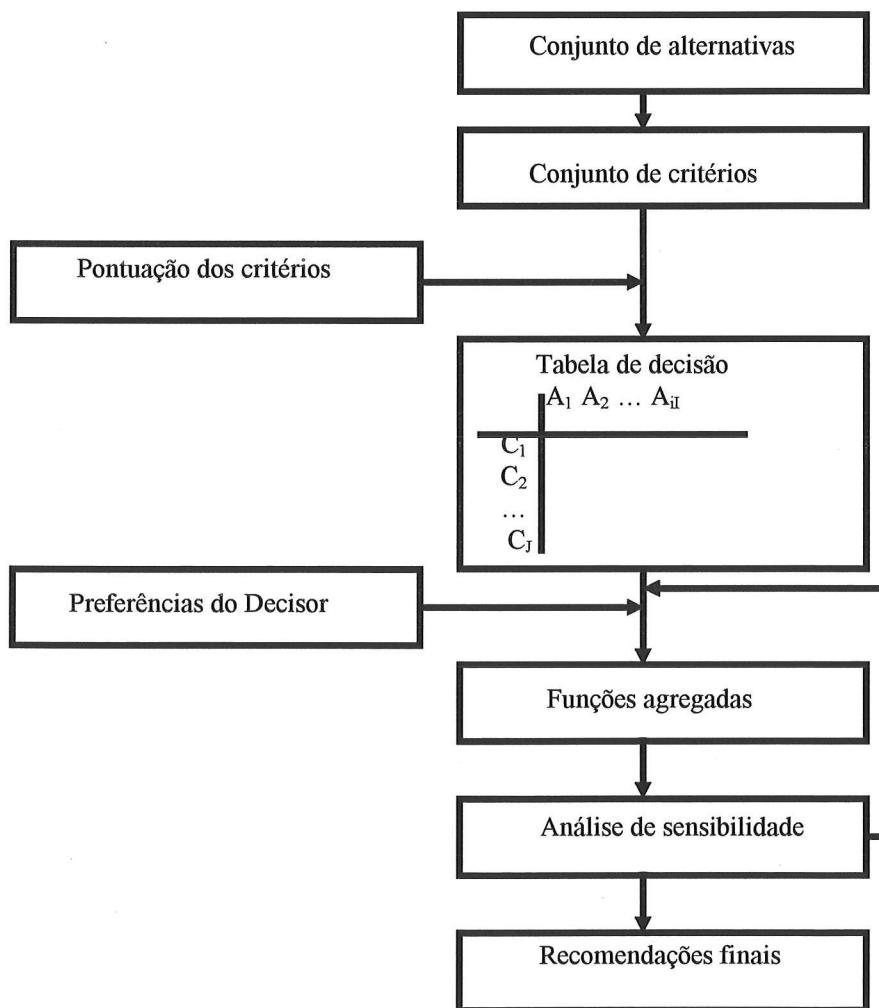 Conjunto de alternativas
Conjunto de critérios
Pontuação dos critérios
Tabela de decisão
A₁ A₂ … AᵢI
C₁
C₂
…
C_J
Preferências do Decisor
Funções agregadas
Análise de sensibilidade
Recomendações finais